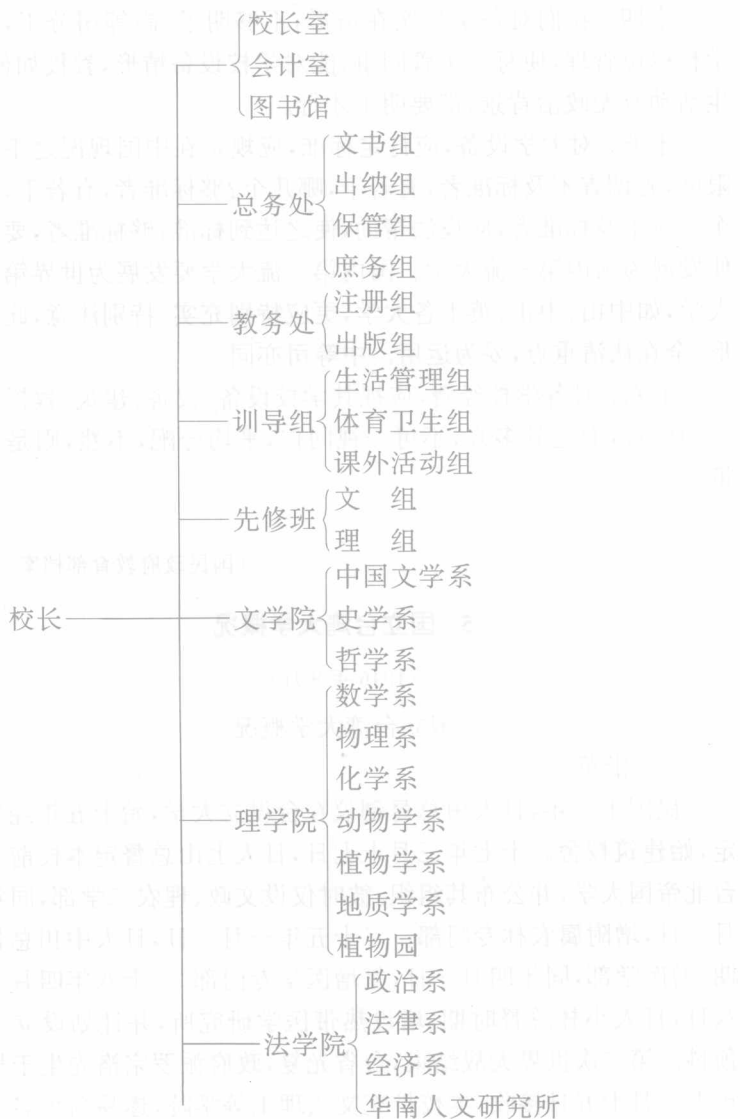 校长室
会计室
图书馆
总务处
文书组
出纳组
保管组
庶务组
教务处
注册组
出版组
训导组
生活管理组
体育卫生组
课外活动组
先修班
文 组
理 组
校长
文学院
中国文学系
史学系
哲学系
理学院
数学系
物理系
化学系
动物学系
植物学系
地质学系
植物园
法学院
政治系
法律系
经济系
华南人文研究所